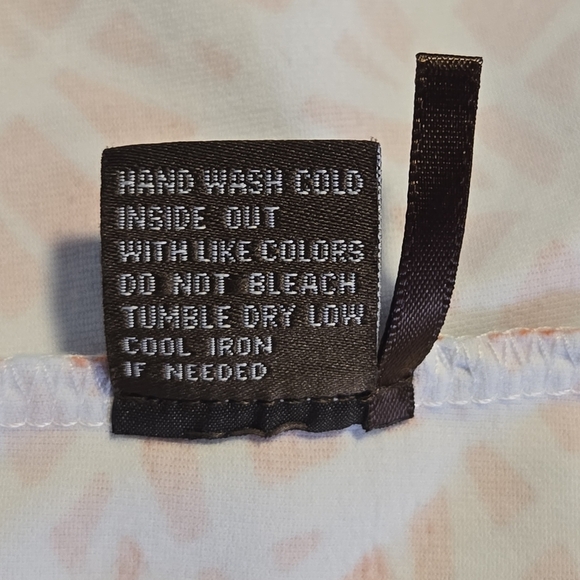 HAND WASH COLD
INSIDE OUT
WITH LIKE COLORS
DO NOT BLEACH
TUMBLE DRY LOW
COOL IRON
IF NEEDED